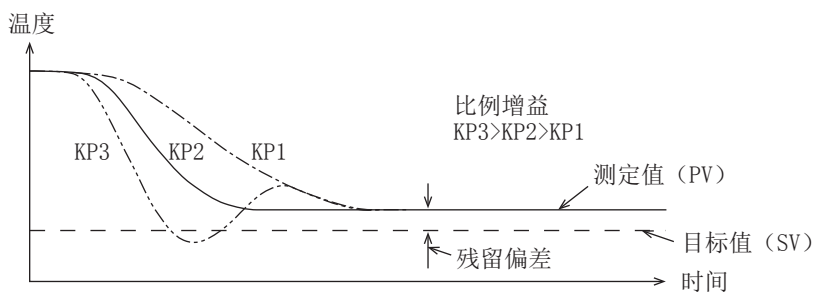 温度
比例增益
KP3>KP2>KP1
KP3
KP2
KP1
测定值（PV）
目标值（SV）
残留偏差
时间